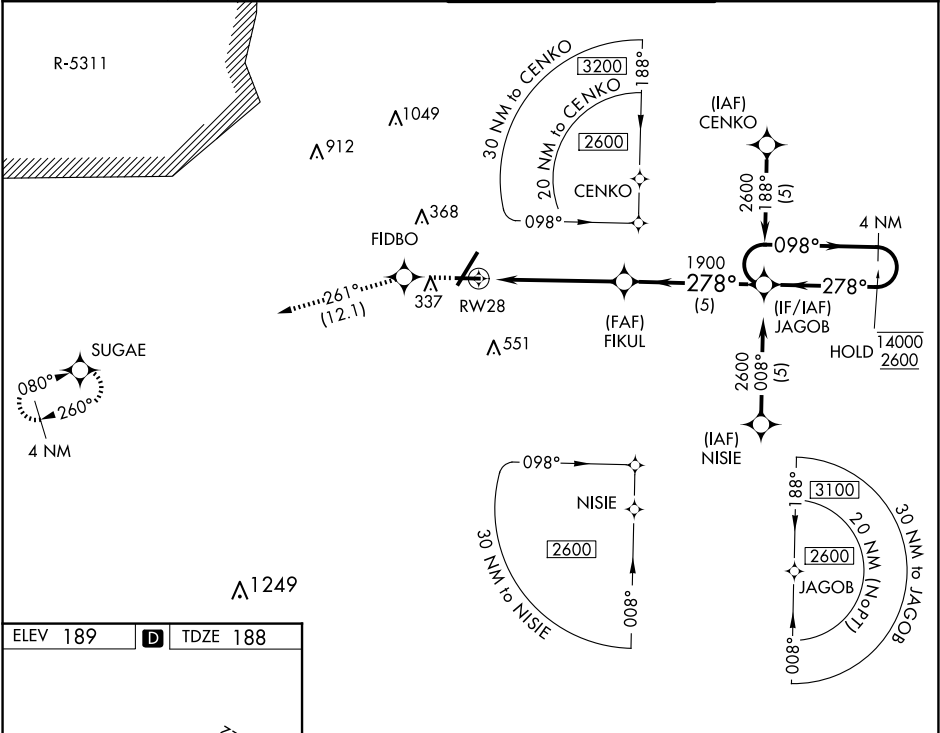 R-5311
1049
912
368
FIDBO
337
RW28
551
261°
(12.1)
SUGAE
080°
260°
4 NM
1249
30 NM to CENKO
3200
188°
20 NM to CENKO
2600
CENKO
098°
(IAF)
CENKO
2600
188°
(5)
4 NM
098°
1900
278°
(5)
278°
(FAF)
FIKUL
(IF/IAF)
JAGOB
HOLD
14000
2600
2600
008°
(5)
(IAF)
NISIE
098°
NISIE
2600
30 NM to NISIE
008°
188°
3100
20 NM (NoPT)
30 NM to JAGOB
2600
JAGOB
008°
ELEV 189 D TDZE 188